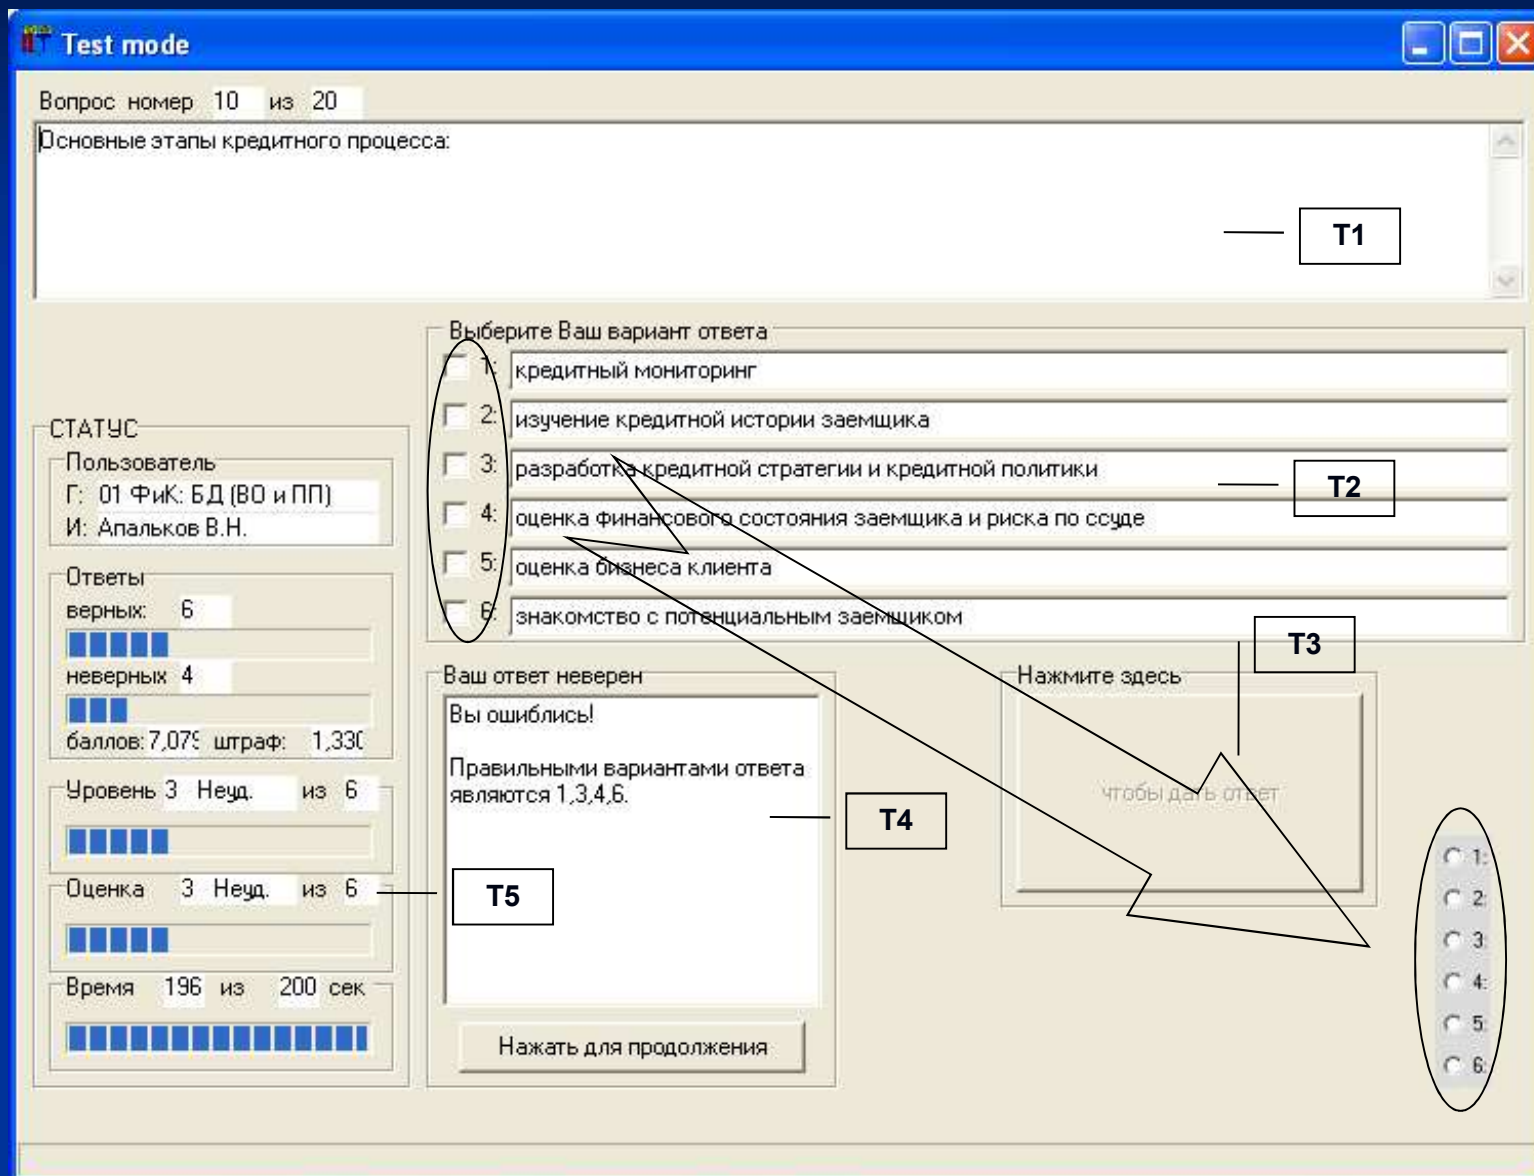 Test mode
Вопрос номер 10 из 20
Основные этапы кредитного процесса:
T1
Выберите Ваш вариант ответа
1: кредитный мониторинг
2: изучение кредитной истории заемщика
3: разработка кредитной стратегии и кредитной политики
T2
4: оценка финансового состояния заемщика и риска по ссуде
5: оценка бизнеса клиента
6: знакомство с потенциальным заемщиком
T3
СТАТУС
Пользователь
Г: 01 ФиК: БД (ВО и ПП)
И: Апальков В.Н.
Ответы
верных: 6
неверных 4
баллов: 7,079 штраф: 1,330
Уровень 3 Неуд. из 6
Оценка 3 Неуд. из 6
T5
Время 196 из 200 сек
Ваш ответ неверен
Вы ошиблись!
Правильными вариантами ответа
являются 1,3,4,6.
T4
Нажать для продолжения
Нажмите здесь
чтобы дать ответ
1:
2:
3:
4:
5:
6: